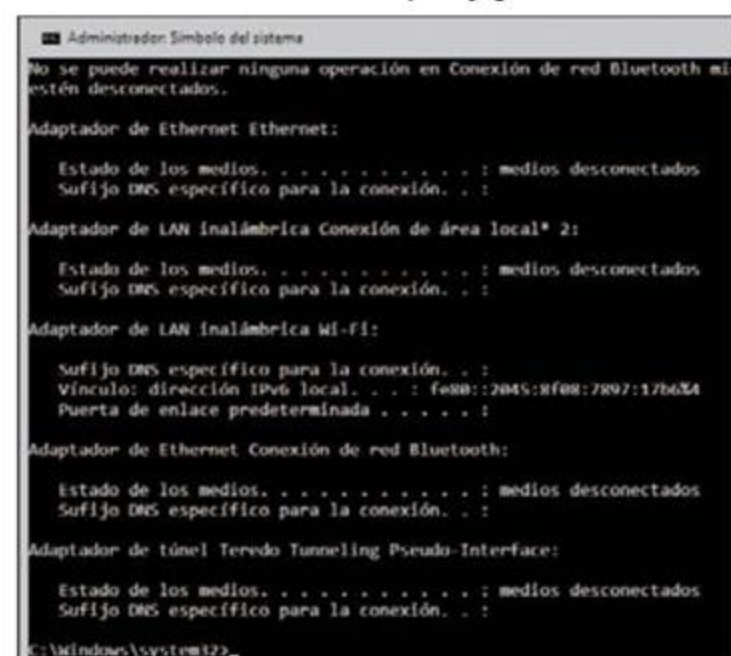 Administrador: Símbolo del sistema
No se puede realizar ninguna operación en Conexión de red Bluetooth mi
estén desconectados.
Adaptador de Ethernet Ethernet:
Estado de los medios. . . . . . . . . . . : medios desconectados
Sufijo DNS específico para la conexión. . :
Adaptador de LAN inalámbrica Conexión de área local* 2:
Estado de los medios. . . . . . . . . . . : medios desconectados
Sufijo DNS específico para la conexión. . :
Adaptador de LAN inalámbrica Wi-Fi:
Sufijo DNS específico para la conexión. . :
Vínculo: dirección IPv6 local. . . : fe80::2045:8f08:7897:17b6%4
Puerta de enlace predeterminada . . . . . :
Adaptador de Ethernet Conexión de red Bluetooth:
Estado de los medios. . . . . . . . . . . : medios desconectados
Sufijo DNS específico para la conexión. . :
Adaptador de túnel Teredo Tunneling Pseudo-Interface:
Estado de los medios. . . . . . . . . . . : medios desconectados
Sufijo DNS específico para la conexión. . :
C:\Windows\system32>_